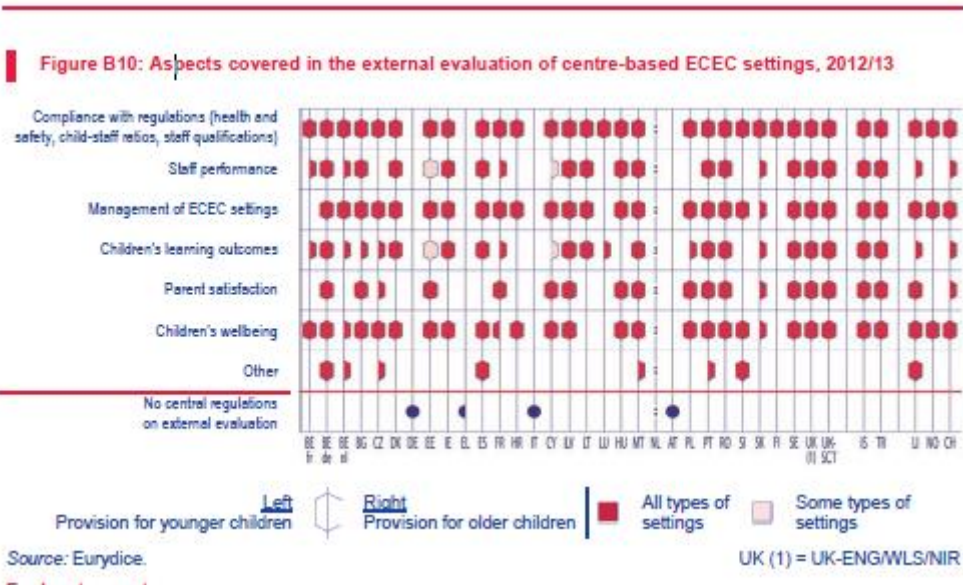 Figure B10: Aspects covered in the external evaluation of centre-based ECEC settings, 2012/13
Compliance with regulations (health and
safety, child-staff ratios, staff qualifications)
Staff performance
Management of ECEC settings
Children's learning outcomes
Parent satisfaction
Children's wellbeing
Other
No central regulations
on external evaluation
BE BE BE BG CZ DK DE EE IE EL ES FR HR IT CY LV LT LU HU MT NL AT PL PT RO SI SK FI SE UK UK- IS TR LI NO CH
fr de nl (1) SCT
Left Right All types of Some types of
Provision for younger children Provision for older children settings settings
Source: Eurydice. UK (1) = UK-ENG/WLS/NIR